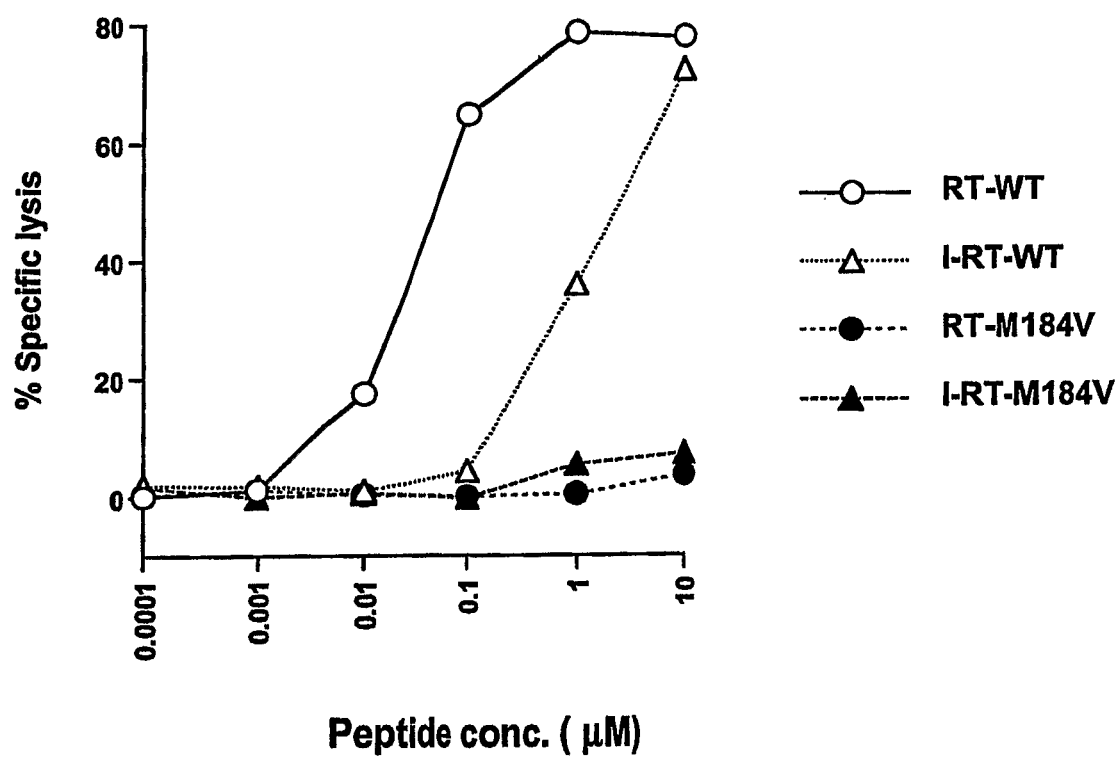 % Specific lysis
80
60
40
20
0
0.0001
0.001
0.01
0.1
1
10
Peptide conc. ( µM)
RT-WT
I-RT-WT
RT-M184V
I-RT-M184V